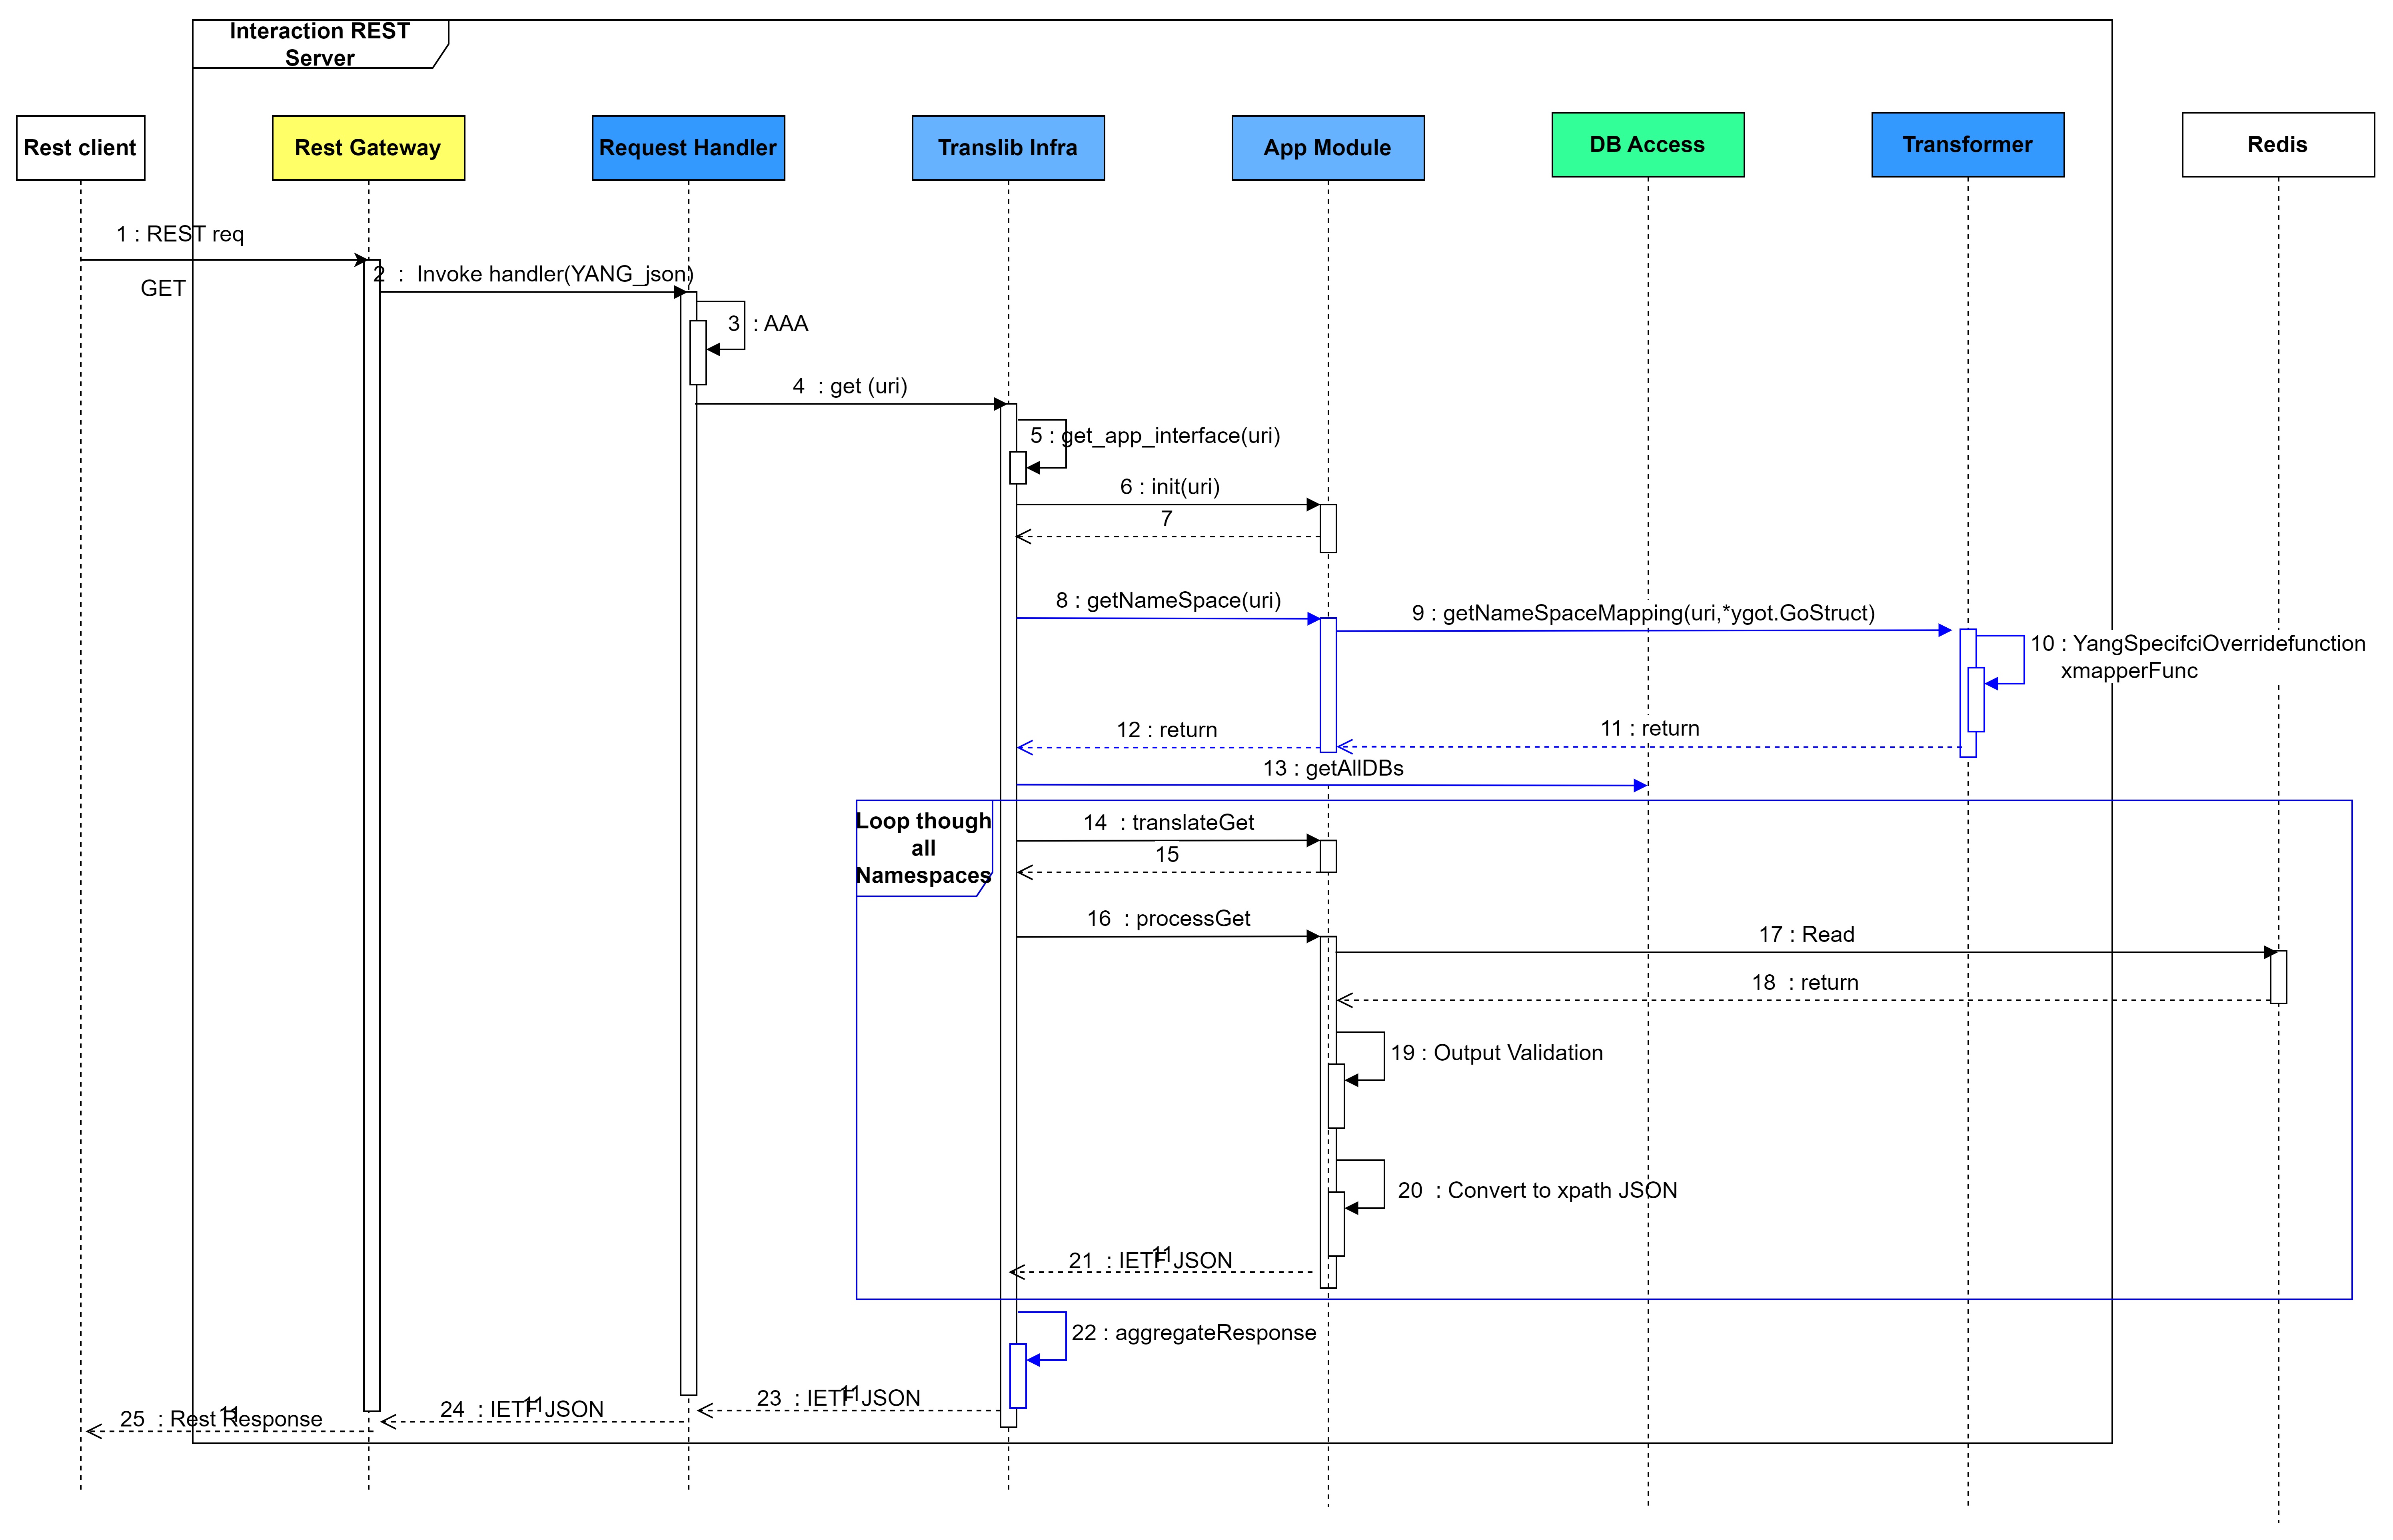 Interaction REST
Server
Rest client
Rest Gateway
Request Handler
Translib Infra
App Module
DB Access
Transformer
Redis
1 : REST req
GET
2  :  Invoke handler(YANG_json)
3  : AAA
4  : get (uri)
5 : get_app_interface(uri)
6 : init(uri)
7
8 : getNameSpace(uri)
9 : getNameSpaceMapping(uri,*ygot.GoStruct)
10 : YangSpecifciOverridefunction
xmapperFunc
11 : return
12 : return
13 : getAllDBs
Loop though
all
Namespaces
14  : translateGet
15
16  : processGet
17 : Read
18  : return
19 : Output Validation
20  : Convert to xpath JSON
11
21  : IETF JSON
22 : aggregateResponse
11
23  : IETF JSON
11
24  : IETF JSON
11
25  : Rest Response